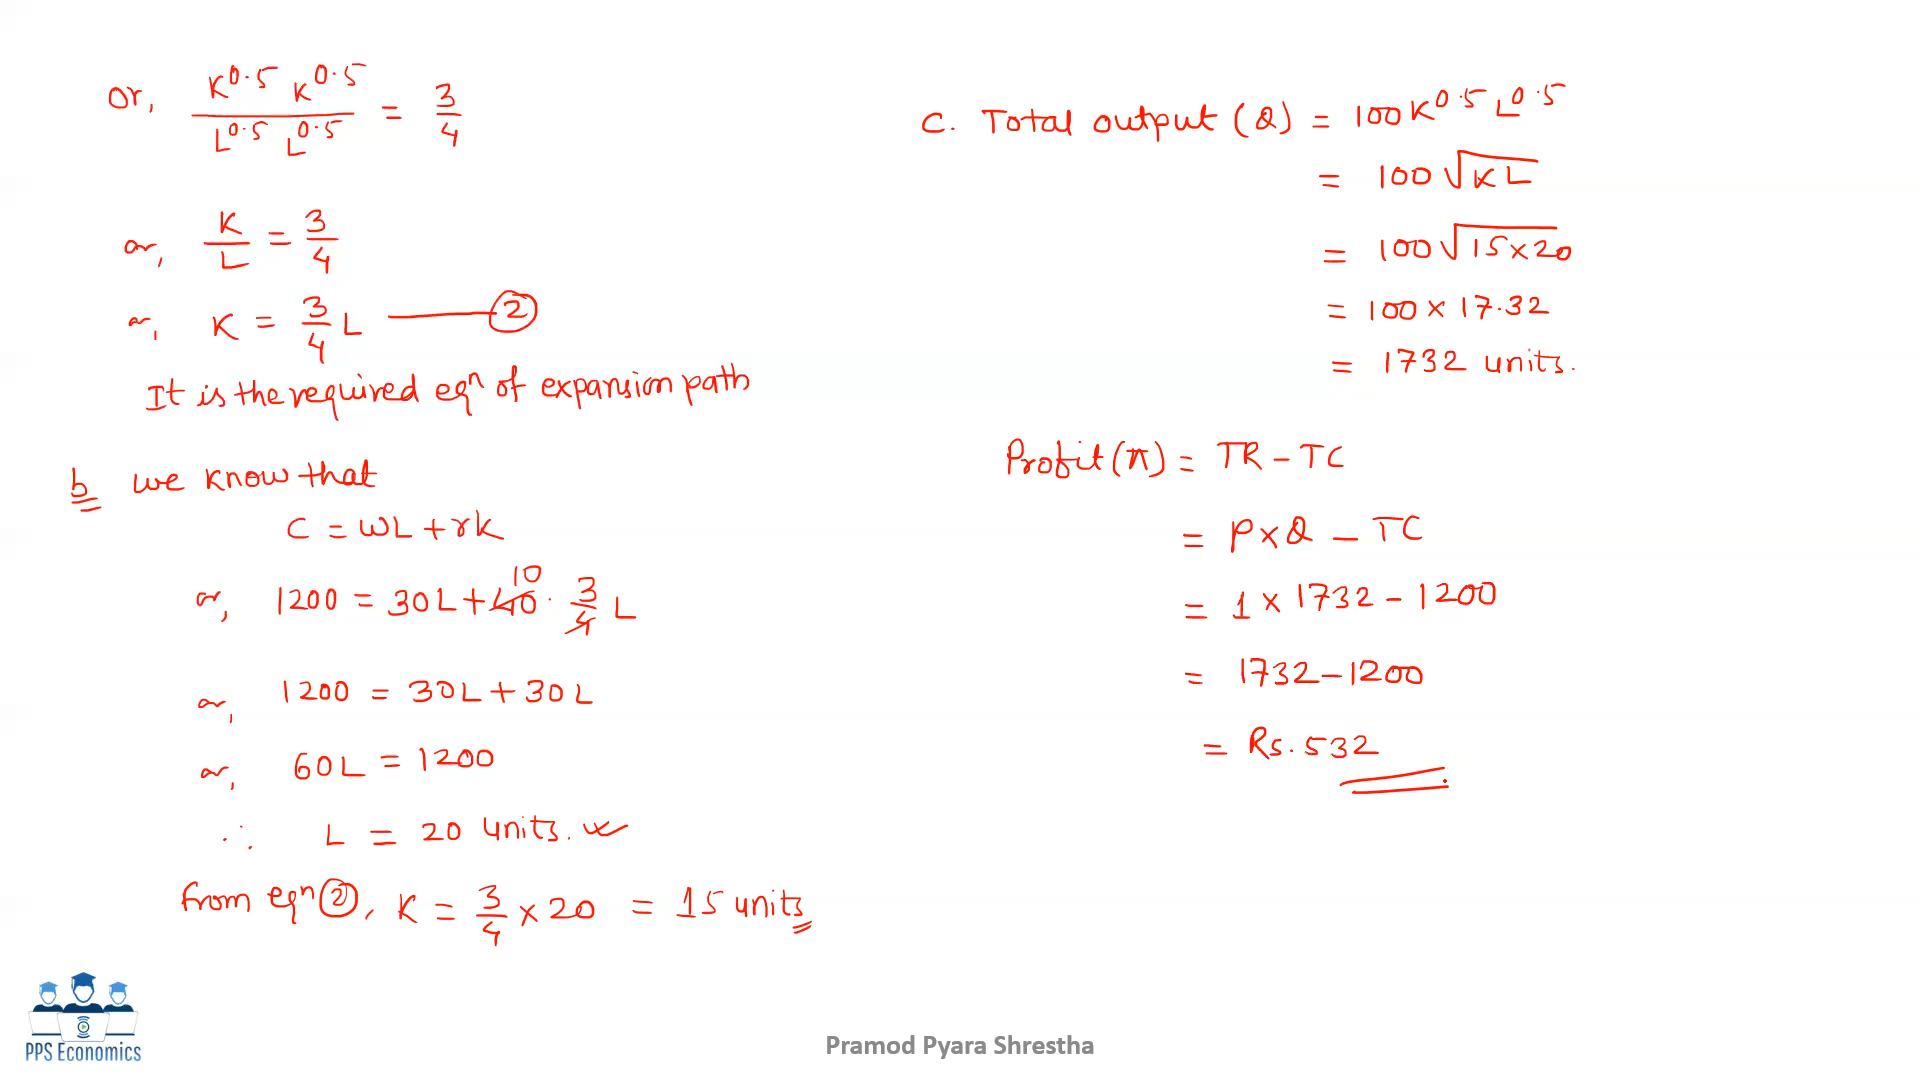 Or, K^0.5 K^0.5 / L^0.5 L^0.5 = 3/4
or, K/L = 3/4
or, K = 3/4 L ——— ②
It is the required eqn of expansion path
b We know that
C = wL + rk
or, 1200 = 30L + 40 10 · 3/4 L
or, 1200 = 30L + 30L
or, 60L = 1200
∴ L = 20 units.
from eqn ②, K = 3/4 × 20 = 15 units
C. Total output (Q) = 100K^0.5 L^0.5
= 100 √KL
= 100 √15×20
= 100 × 17.32
= 1732 units.
Profit (π) = TR - TC
= P×Q - TC
= 1 × 1732 - 1200
= 1732 - 1200
= Rs. 532
PPS Economics
Pramod Pyara Shrestha